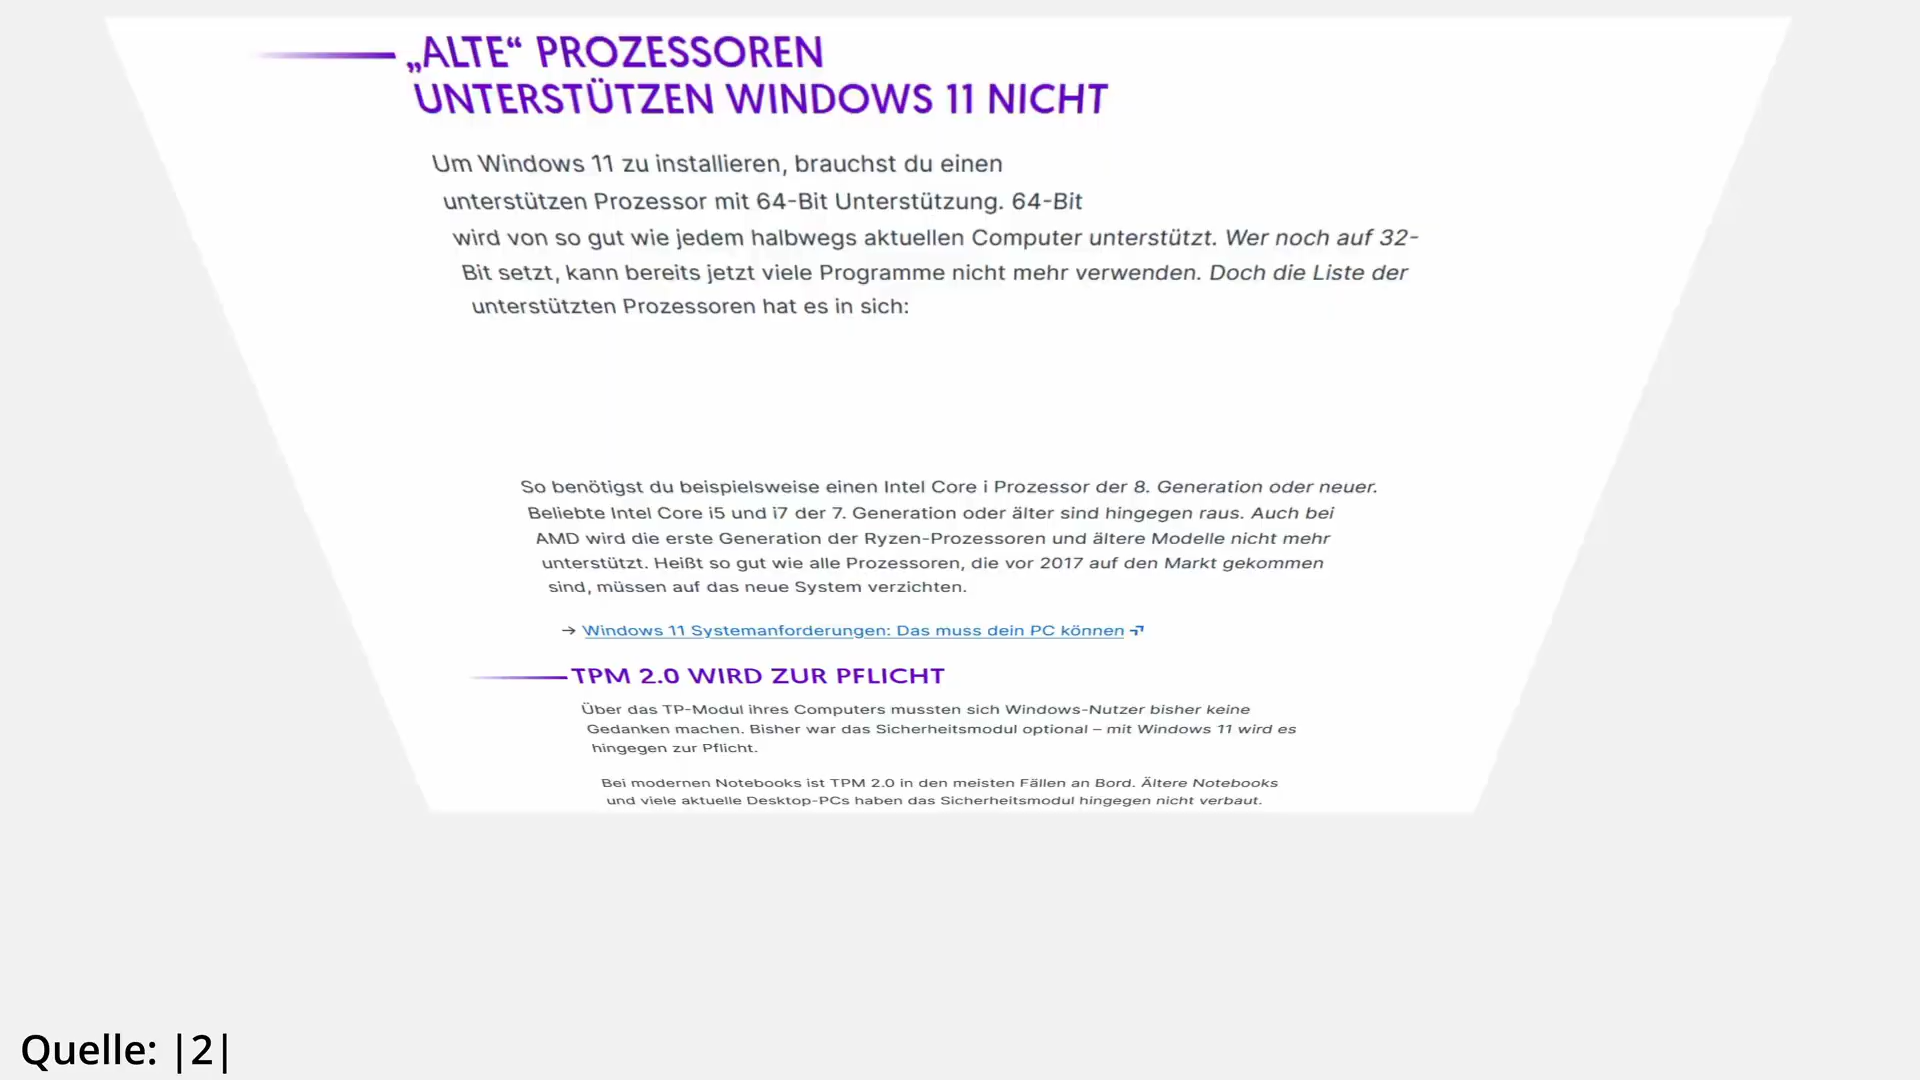 „ALTE“ PROZESSOREN
UNTERSTÜTZEN WINDOWS 11 NICHT
Um Windows 11 zu installieren, brauchst du einen
unterstützen Prozessor mit 64-Bit Unterstützung. 64-Bit
wird von so gut wie jedem halbwegs aktuellen Computer unterstützt. Wer noch auf 32-
Bit setzt, kann bereits jetzt viele Programme nicht mehr verwenden. Doch die Liste der
unterstützten Prozessoren hat es in sich:
So benötigst du beispielsweise einen Intel Core i Prozessor der 8. Generation oder neuer.
Beliebte Intel Core i5 und i7 der 7. Generation oder älter sind hingegen raus. Auch bei
AMD wird die erste Generation der Ryzen-Prozessoren und ältere Modelle nicht mehr
unterstützt. Heißt so gut wie alle Prozessoren, die vor 2017 auf den Markt gekommen
sind, müssen auf das neue System verzichten.
→ Windows 11 Systemanforderungen: Das muss dein PC können
TPM 2.0 WIRD ZUR PFLICHT
Über das TP-Modul ihres Computers mussten sich Windows-Nutzer bisher keine
Gedanken machen. Bisher war das Sicherheitsmodul optional – mit Windows 11 wird es
hingegen zur Pflicht.
Bei modernen Notebooks ist TPM 2.0 in den meisten Fällen an Bord. Ältere Notebooks
und viele aktuelle Desktop-PCs haben das Sicherheitsmodul hingegen nicht verbaut.
Quelle: |2|